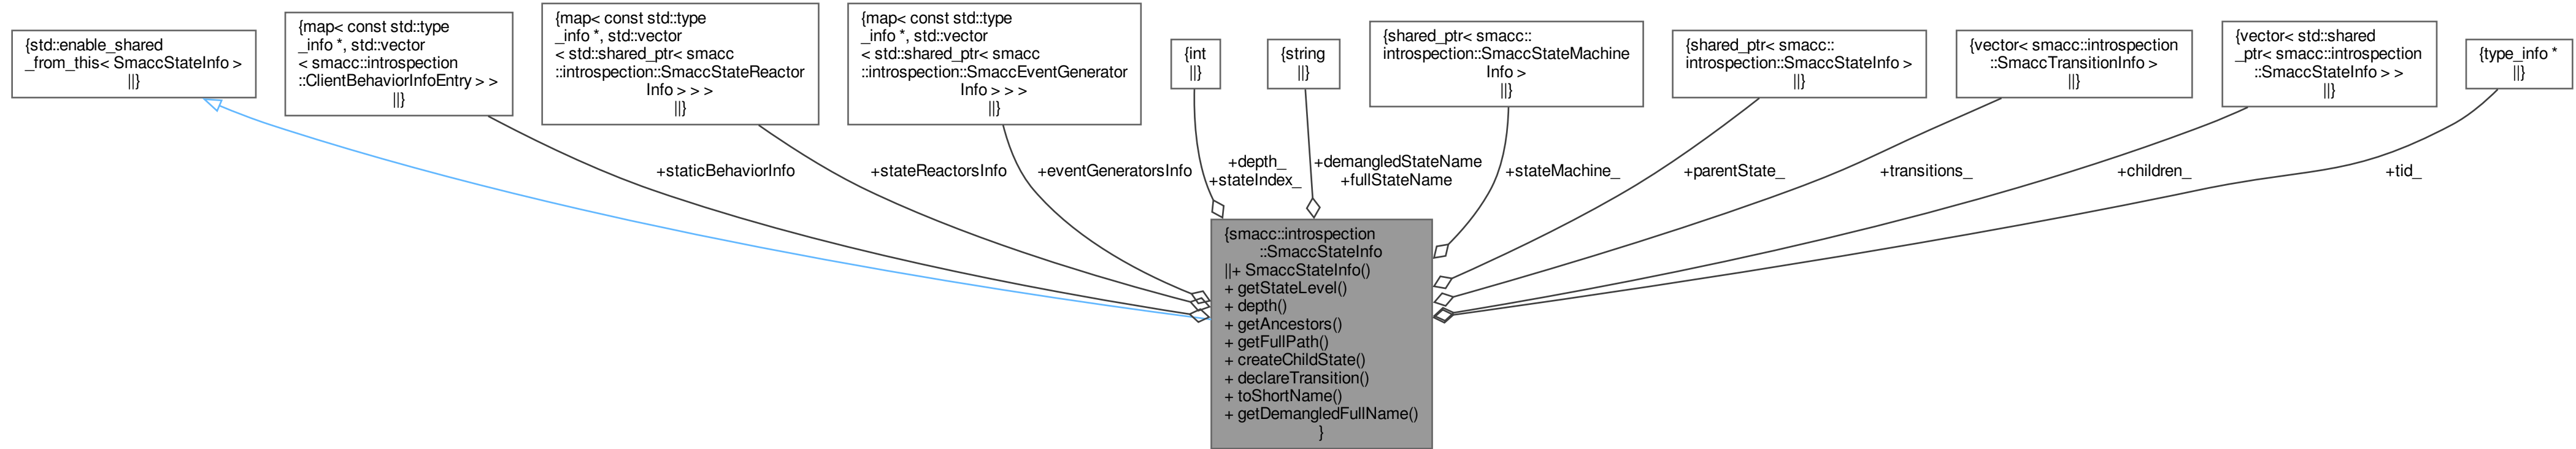 {std::enable_shared
_from_this< SmaccStateInfo >
||}
{map< const std::type
_info *, std::vector
< smacc::introspection
::ClientBehaviorInfoEntry > >
||}
{map< const std::type
_info *, std::vector
< std::shared_ptr< smacc
::introspection::SmaccStateReactor
Info > > >
||}
{map< const std::type
_info *, std::vector
< std::shared_ptr< smacc
::introspection::SmaccEventGenerator
Info > > >
||}
{int
||}
{string
||}
{shared_ptr< smacc::
introspection::SmaccStateMachine
Info >
||}
{shared_ptr< smacc::
introspection::SmaccStateInfo >
||}
{vector< smacc::introspection
::SmaccTransitionInfo >
||}
{vector< std::shared
_ptr< smacc::introspection
::SmaccStateInfo > >
||}
{type_info *
||}
+staticBehaviorInfo
+stateReactorsInfo
+eventGeneratorsInfo
+depth_
+stateIndex_
+demangledStateName
+fullStateName
+stateMachine_
+parentState_
+transitions_
+children_
+tid_
{smacc::introspection
::SmaccStateInfo
||+ SmaccStateInfo()
+ getStateLevel()
+ depth()
+ getAncestors()
+ getFullPath()
+ createChildState()
+ declareTransition()
+ toShortName()
+ getDemangledFullName()
}